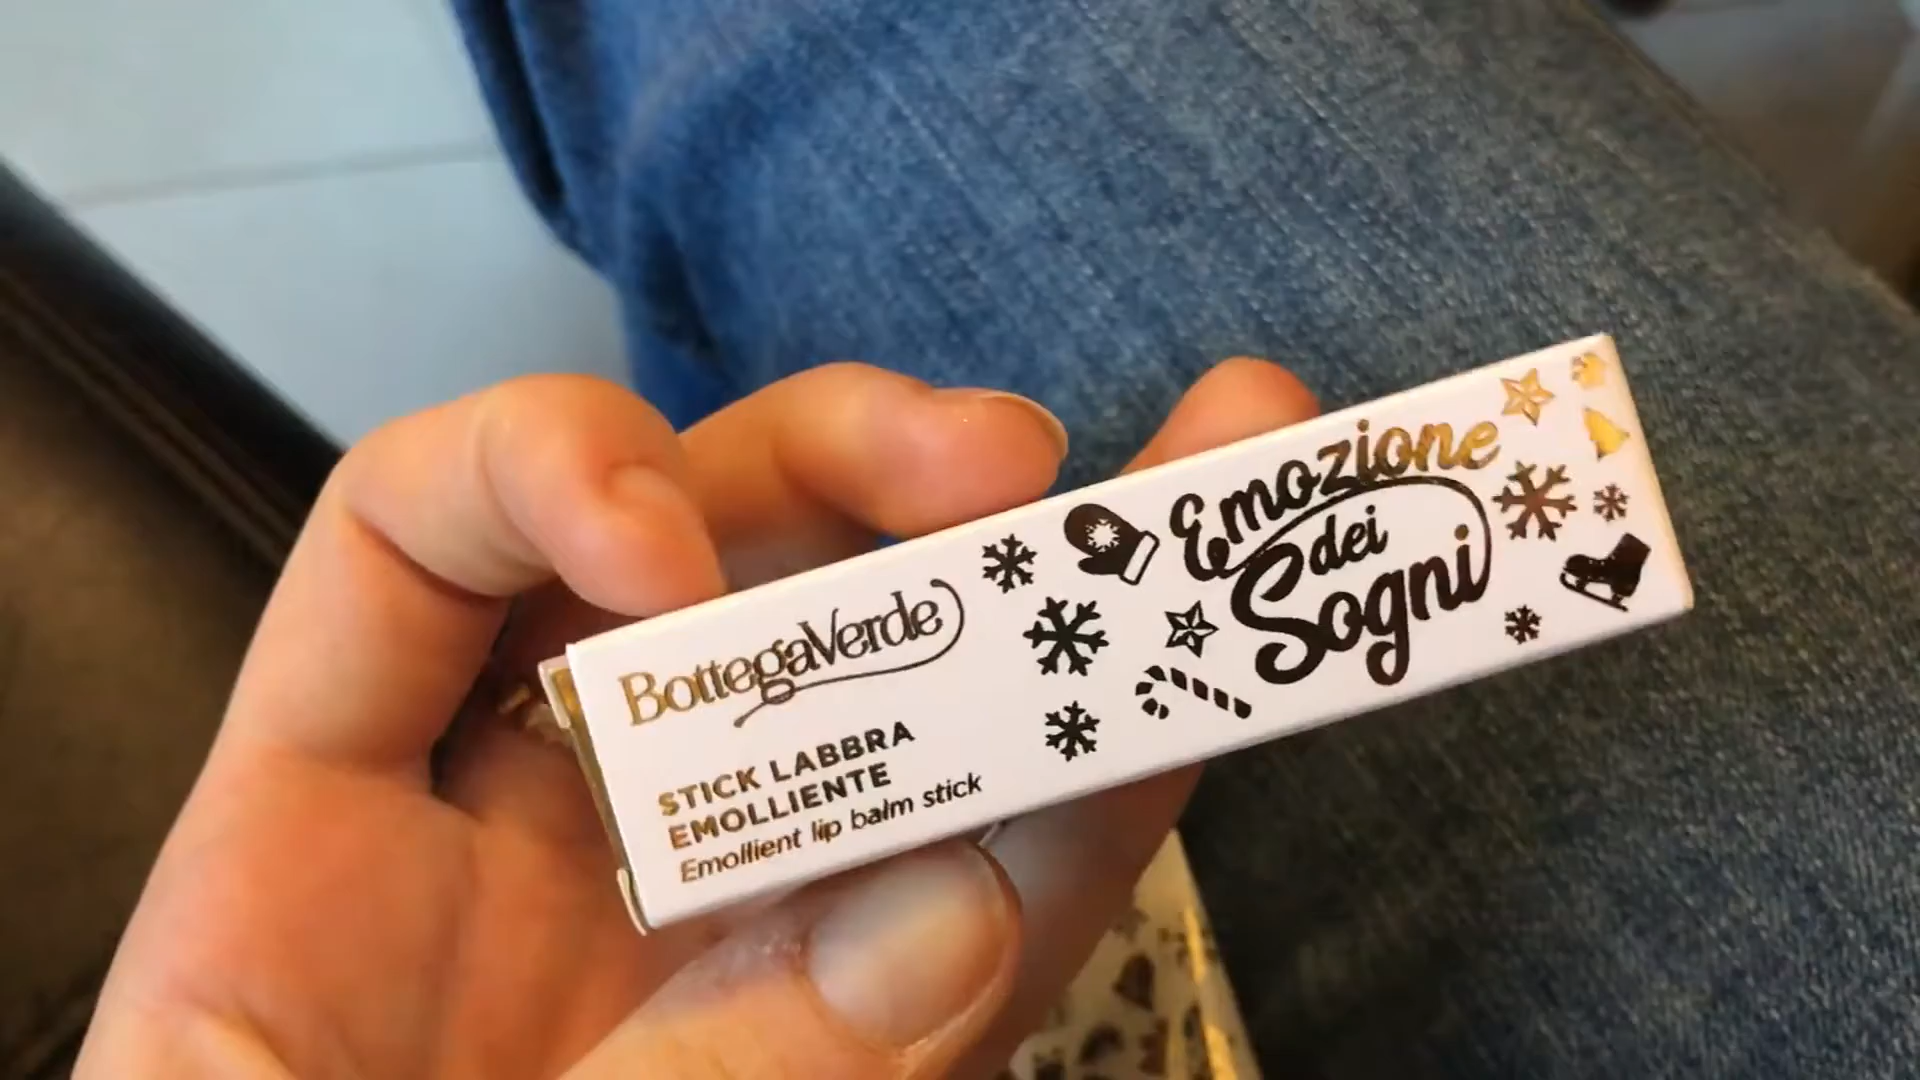 BottegaVerde
STICK LABBRA
EMOLLIENTE
Emollient lip balm stick
Emozione
dei
Sogni